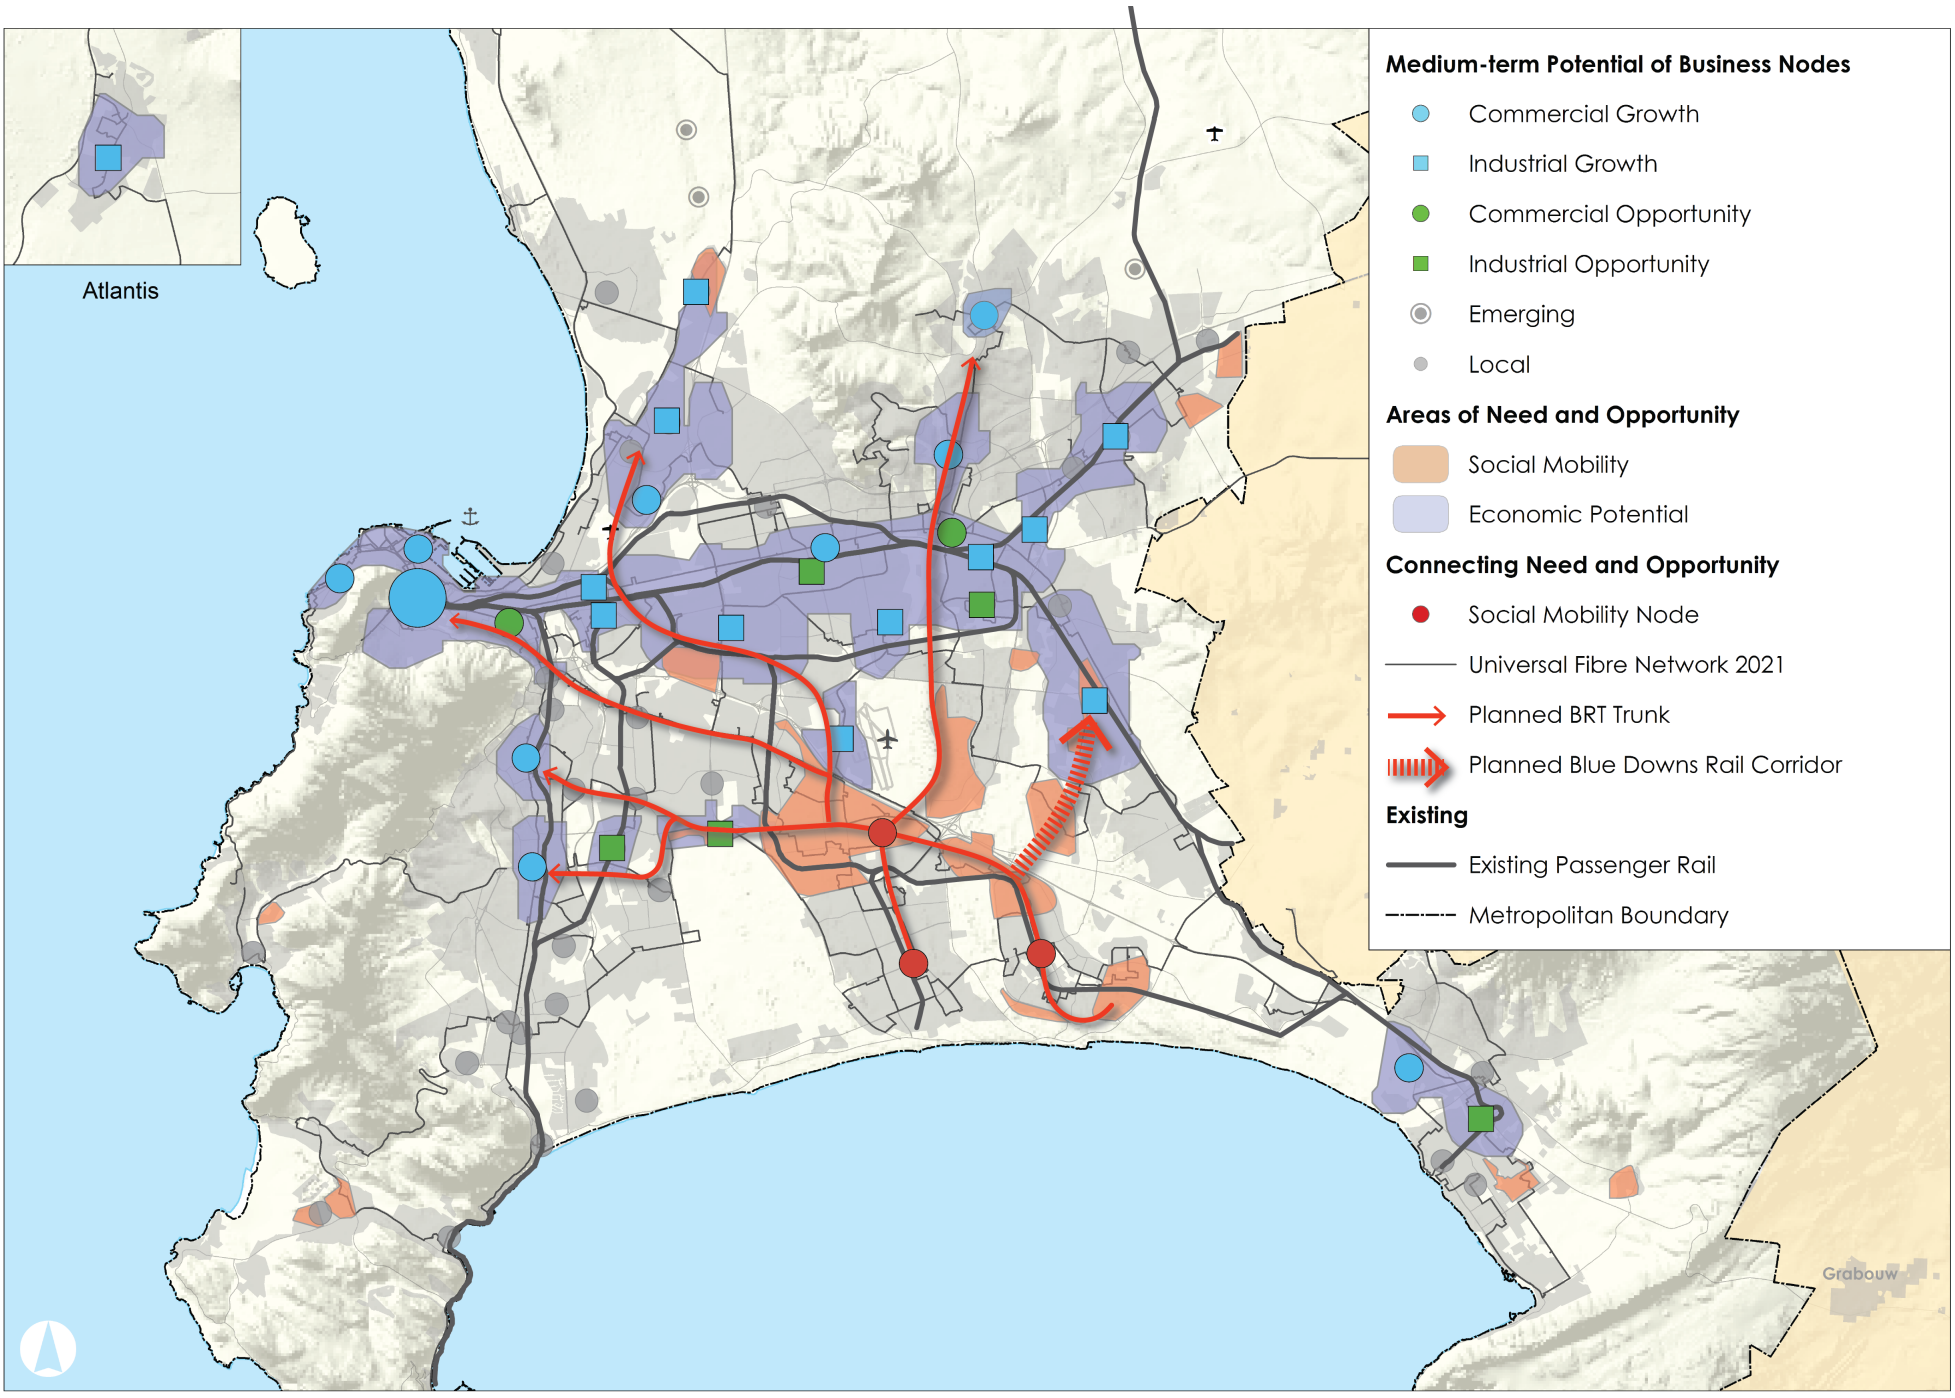 Atlantis
Medium-term Potential of Business Nodes
Commercial Growth
Industrial Growth
Commercial Opportunity
Industrial Opportunity
Emerging
Local
Areas of Need and Opportunity
Social Mobility
Economic Potential
Connecting Need and Opportunity
Social Mobility Node
Universal Fibre Network 2021
Planned BRT Trunk
Planned Blue Downs Rail Corridor
Existing
Existing Passenger Rail
Metropolitan Boundary
Grabouw